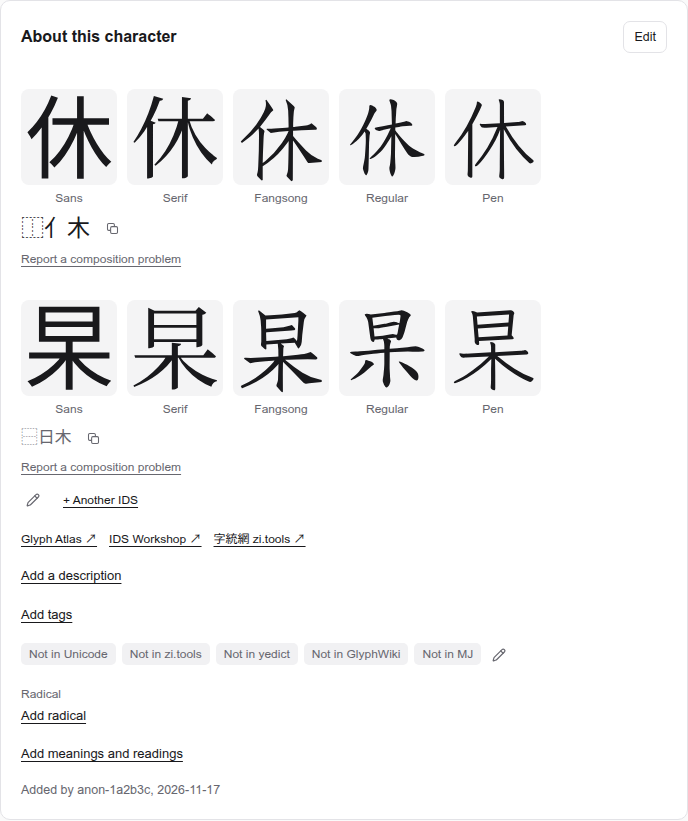 About this character
Edit
休 休 休 休 休
Sans Serif Fangsong Regular Pen
⿰亻木
Report a composition problem
杲 杲 杲 杲 杲
Sans Serif Fangsong Regular Pen
⿱日木
Report a composition problem
+ Another IDS
Glyph Atlas ↗ IDS Workshop ↗ 字統網 zi.tools ↗
Add a description
Add tags
Not in Unicode Not in zi.tools Not in yedict Not in GlyphWiki Not in MJ
Radical
Add radical
Add meanings and readings
Added by anon-1a2b3c, 2026-11-17